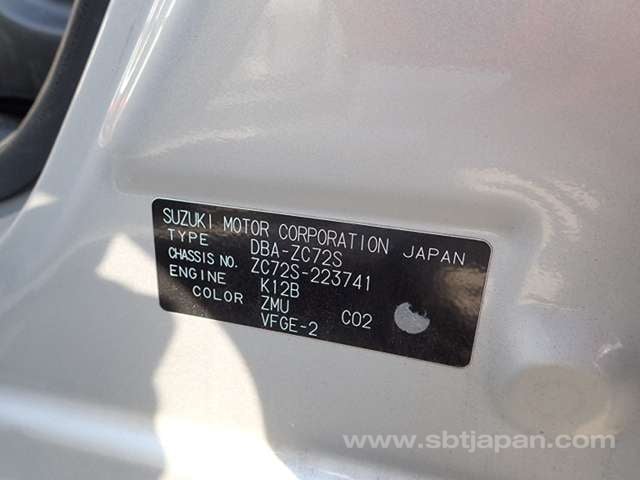 SUZUKI MOTOR CORPORATION JAPAN
TYPE DBA-ZC72S
CHASSIS NO. ZC72S-223741
ENGINE K12B
COLOR ZMU CO2
VFGE-2
www.sbtjapan.com